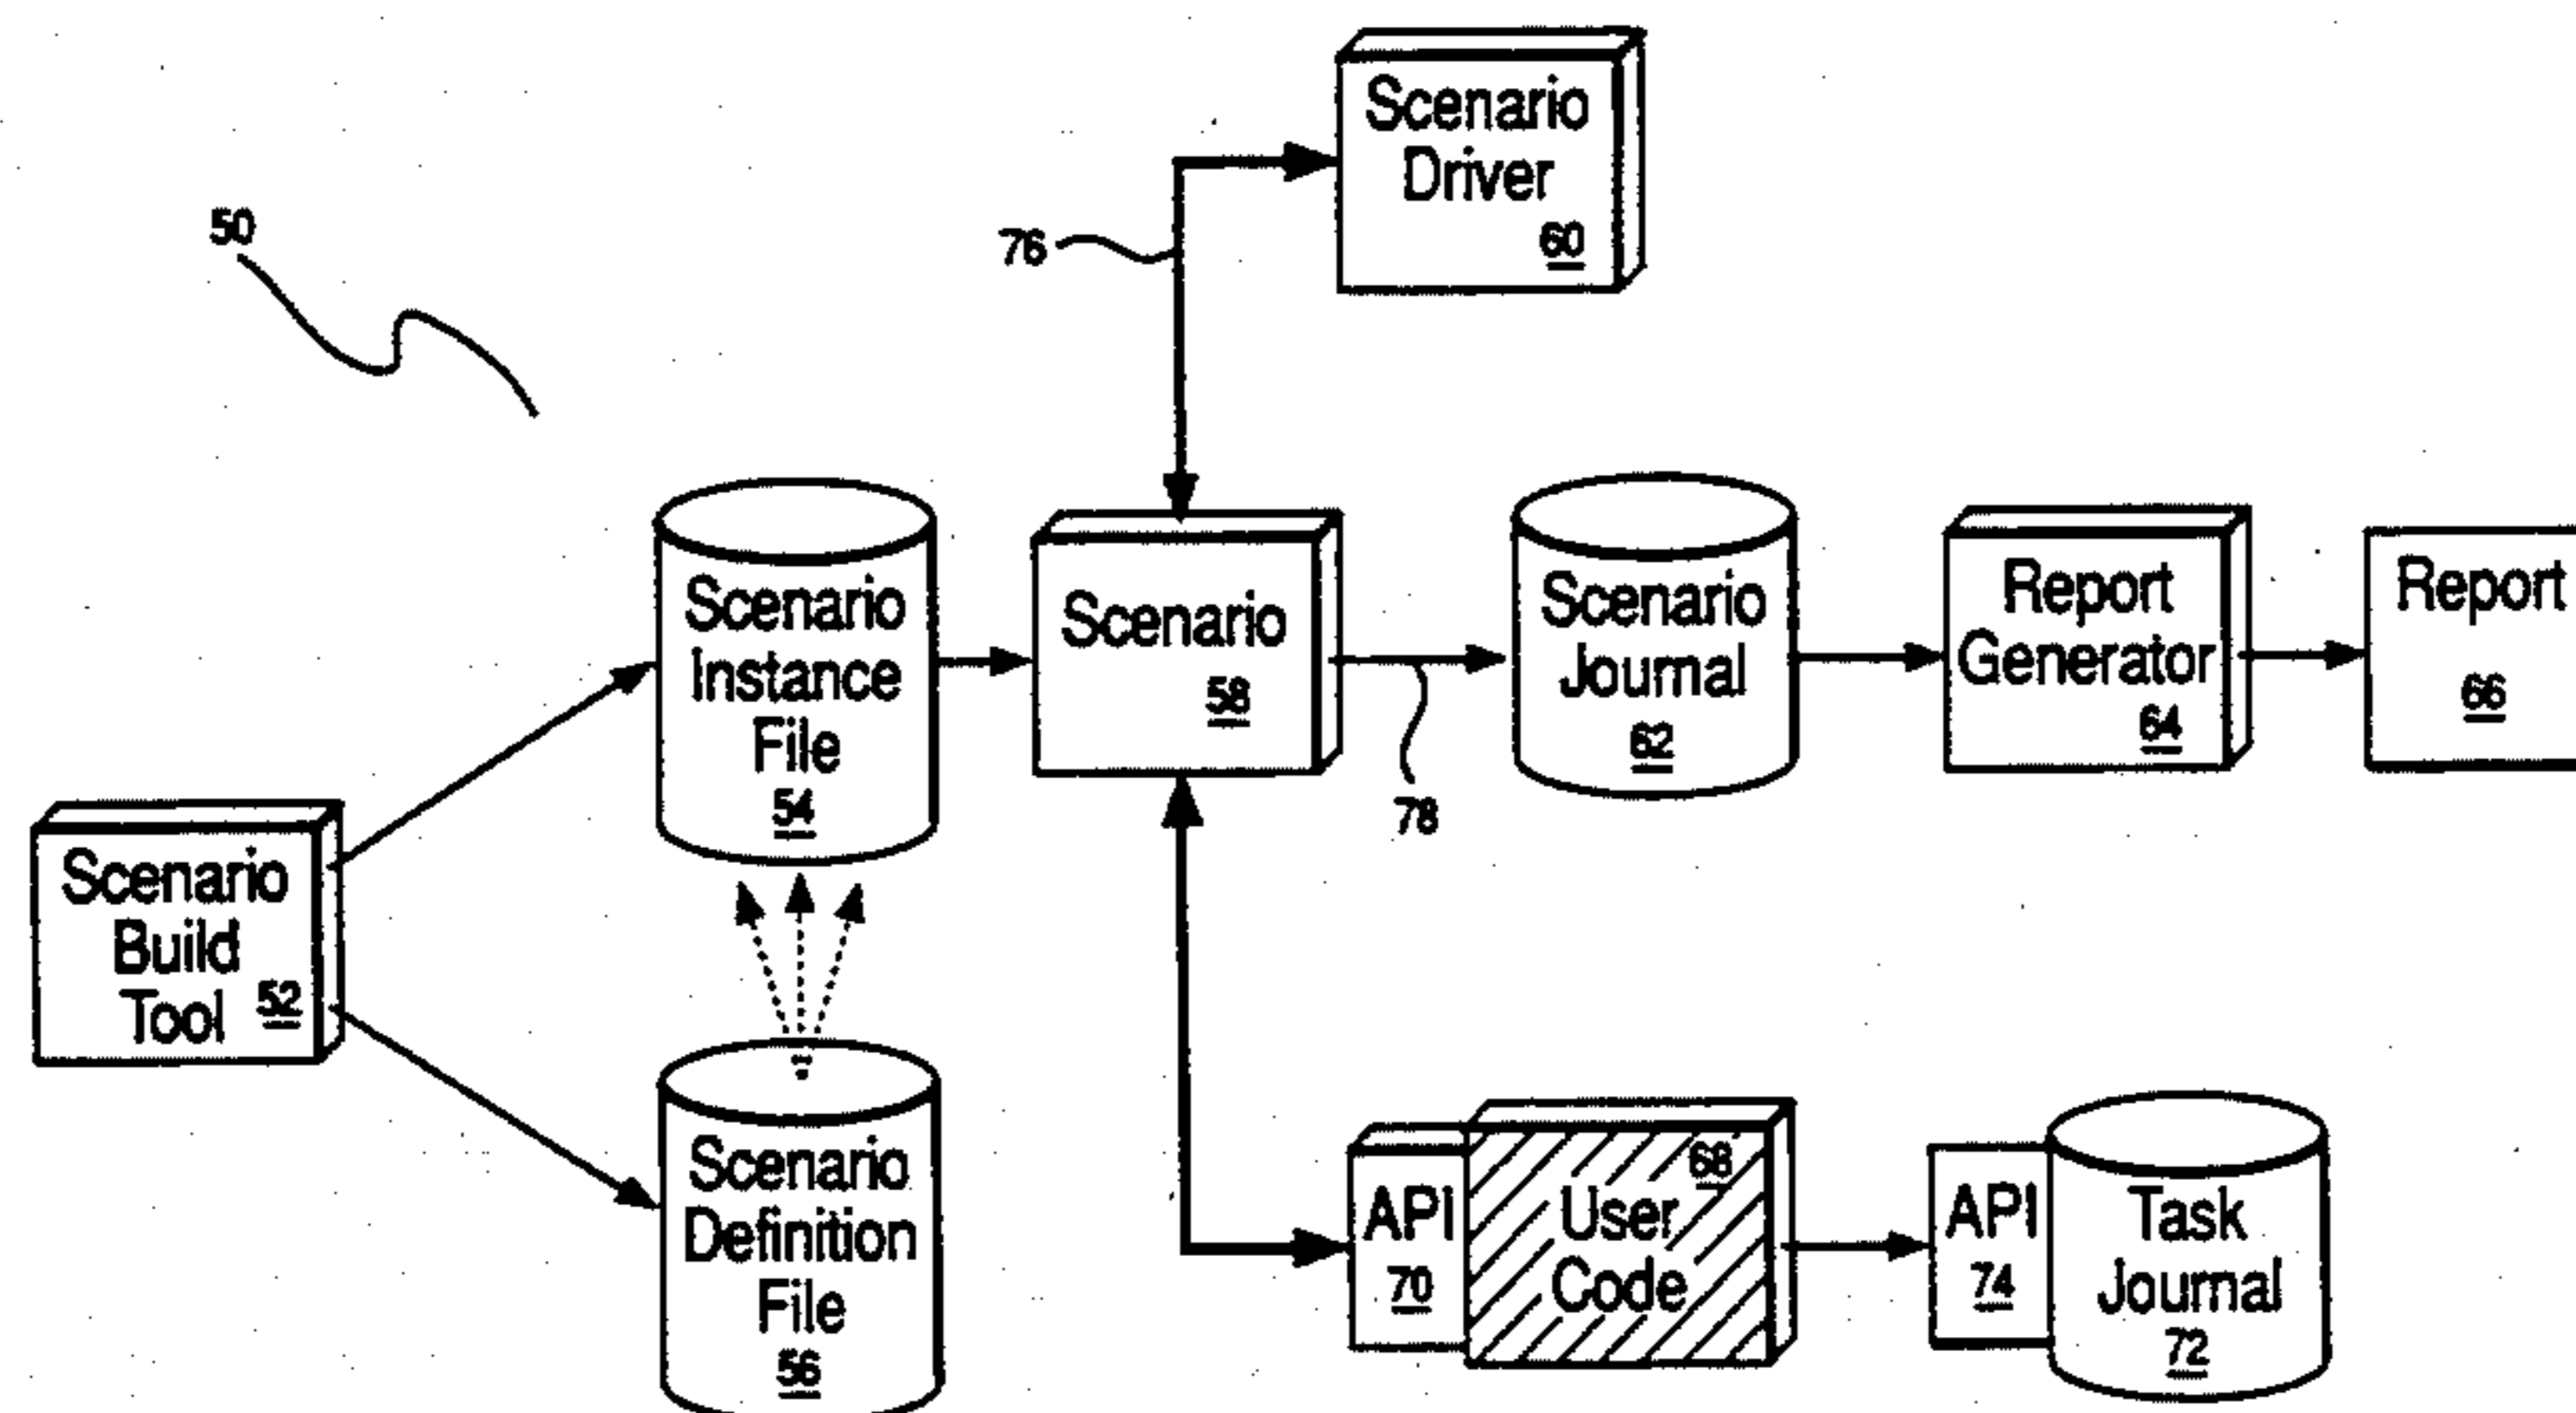 Scenario
Driver
60
50
76
Scenario
Instance
File
54
Scenario
58
78
Scenario
Journal
62
Report
Generator
64
Report
66
Scenario
Build
Tool
52
Scenario
Definition
File
56
API
70
68
User
Code
API
74
Task
Journal
72